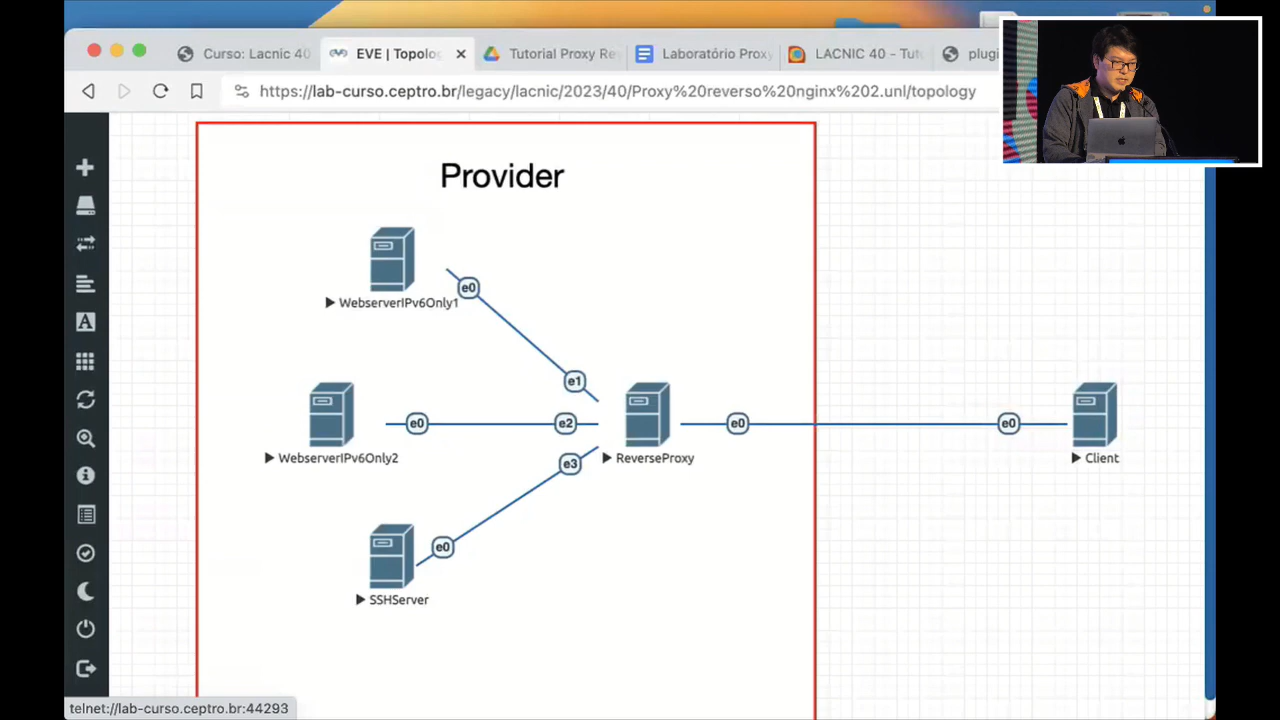 Curso: Lacnic 40
EVE | Topolo
Tutorial Proxy Re
Laboratório Proxy
LACNIC 40 - Tut
plugi
https://lab-curso.ceptro.br/legacy/lacnic/2023/40/Proxy%20reverso%20nginx%202.unl/topology
Provider
WebserverIPv6Only1
e0
e1
WebserverIPv6Only2
e0
e2
ReverseProxy
e0
e0
Client
e3
e0
SSHServer
telnet://lab-curso.ceptro.br:44293